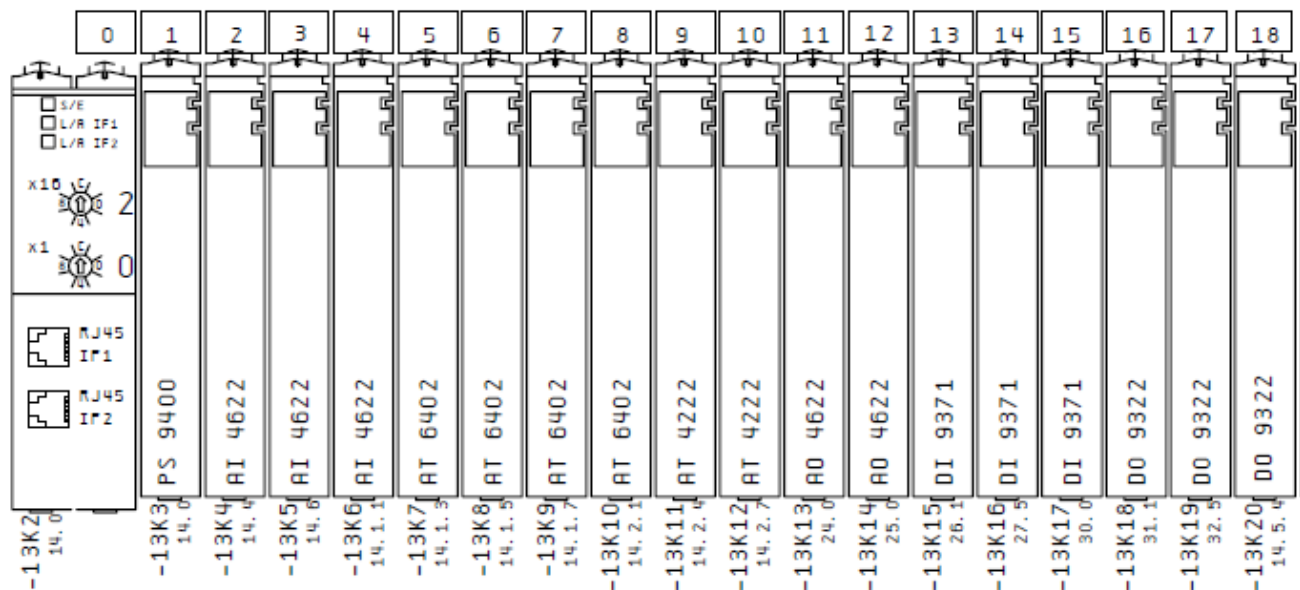 0 1 2 3 4 5 6 7 8 9 10 11 12 13 14 15 16 17 18
S/E
L/A IF1
L/A IF2
x16
2
x1
0
RJ45
IF1
RJ45
IF2
PS 9400
AI 4622
AI 4622
AI 4622
AT 6402
AT 6402
AT 6402
AT 6402
AT 4222
AT 4222
AO 4622
AO 4622
DI 9371
DI 9371
DI 9371
DO 9322
DO 9322
DO 9322
-13K2
14.0
-13K3
14.0
-13K4
14.4
-13K5
14.6
-13K6
14.1.1
-13K7
14.1.3
-13K8
14.1.5
-13K9
14.1.7
-13K10
14.2.1
-13K11
14.2.4
-13K12
14.2.7
-13K13
24.0
-13K14
25.0
-13K15
26.1
-13K16
27.5
-13K17
30.0
-13K18
31.1
-13K19
32.5
-13K20
14.5.4